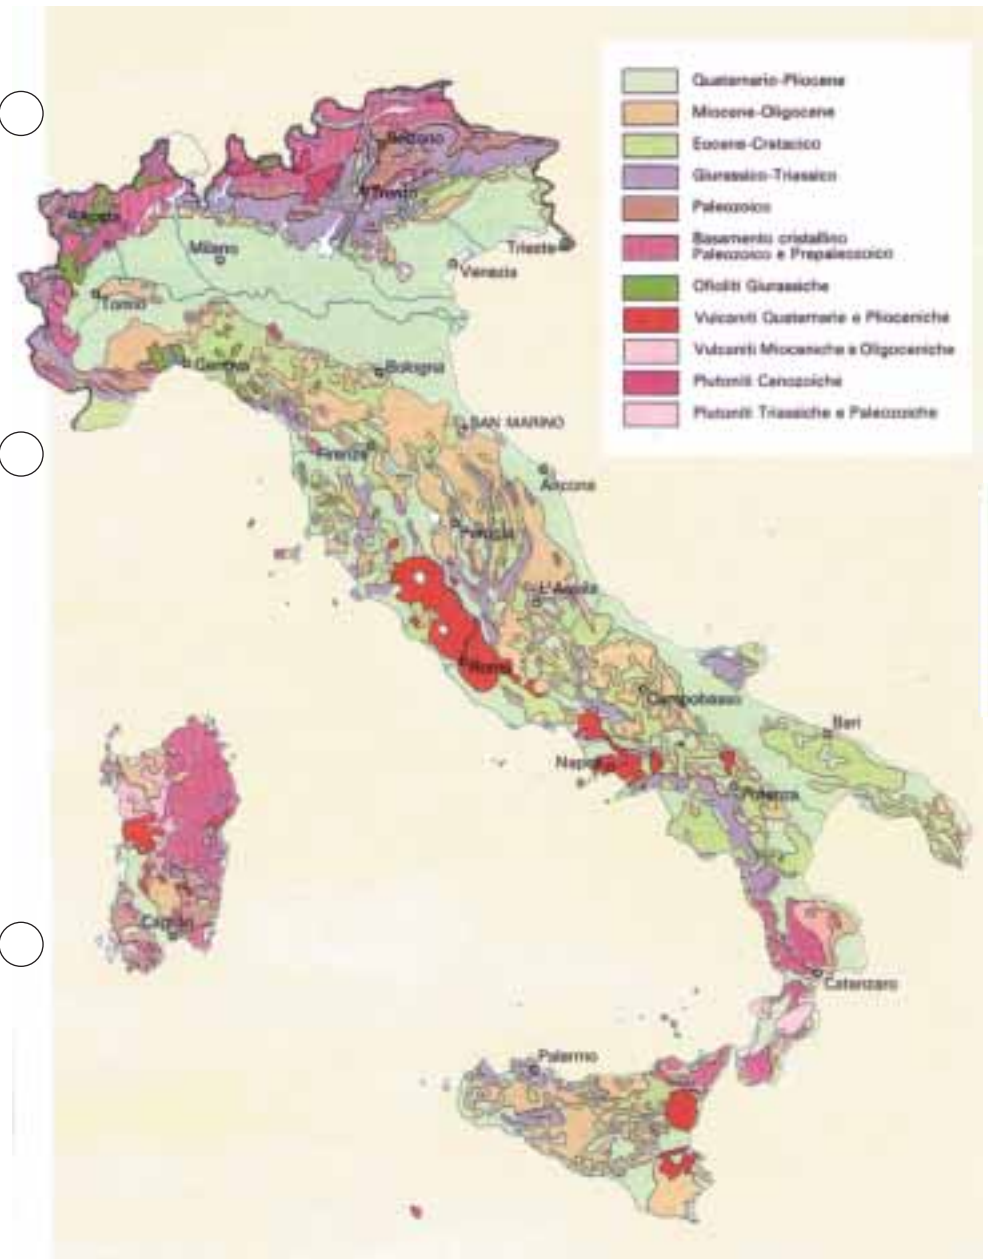 Quaternario-Pliocene
Miocene-Oligocene
Eocene-Cretacico
Giurassico-Triassico
Paleozoico
Basamento cristallino
Paleozoico e Prepaleozoico
Ofioliti Giurassiche
Vulcaniti Quaternarie e Plioceniche
Vulcaniti Mioceniche e Oligoceniche
Plutoniti Cenozoiche
Plutoniti Triassiche e Paleozoiche
Bolzano
Trento
Aosta
Milano
Trieste
Venezia
Torino
Genova
Bologna
SAN MARINO
Firenze
Ancona
Perugia
L'Aquila
Roma
Campobasso
Bari
Napoli
Potenza
Cagliari
Catanzaro
Palermo